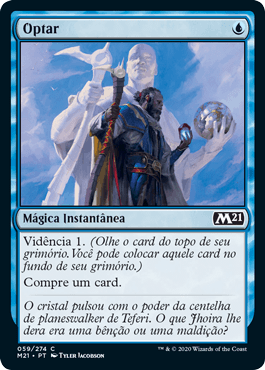 Optar
Mágica Instantânea
M21
Vidência 1. (Olhe o card do topo de seu
grimório. Você pode colocar aquele card no
fundo de seu grimório.)
Compre um card.
O cristal pulsou com o poder da centelha
de planeswalker de Teferi. O que Jhoira lhe
dera era uma bênção ou uma maldição?
059/274 C
M21 • PT Tyler Jacobson
™ & © 2020 Wizards of the Coast